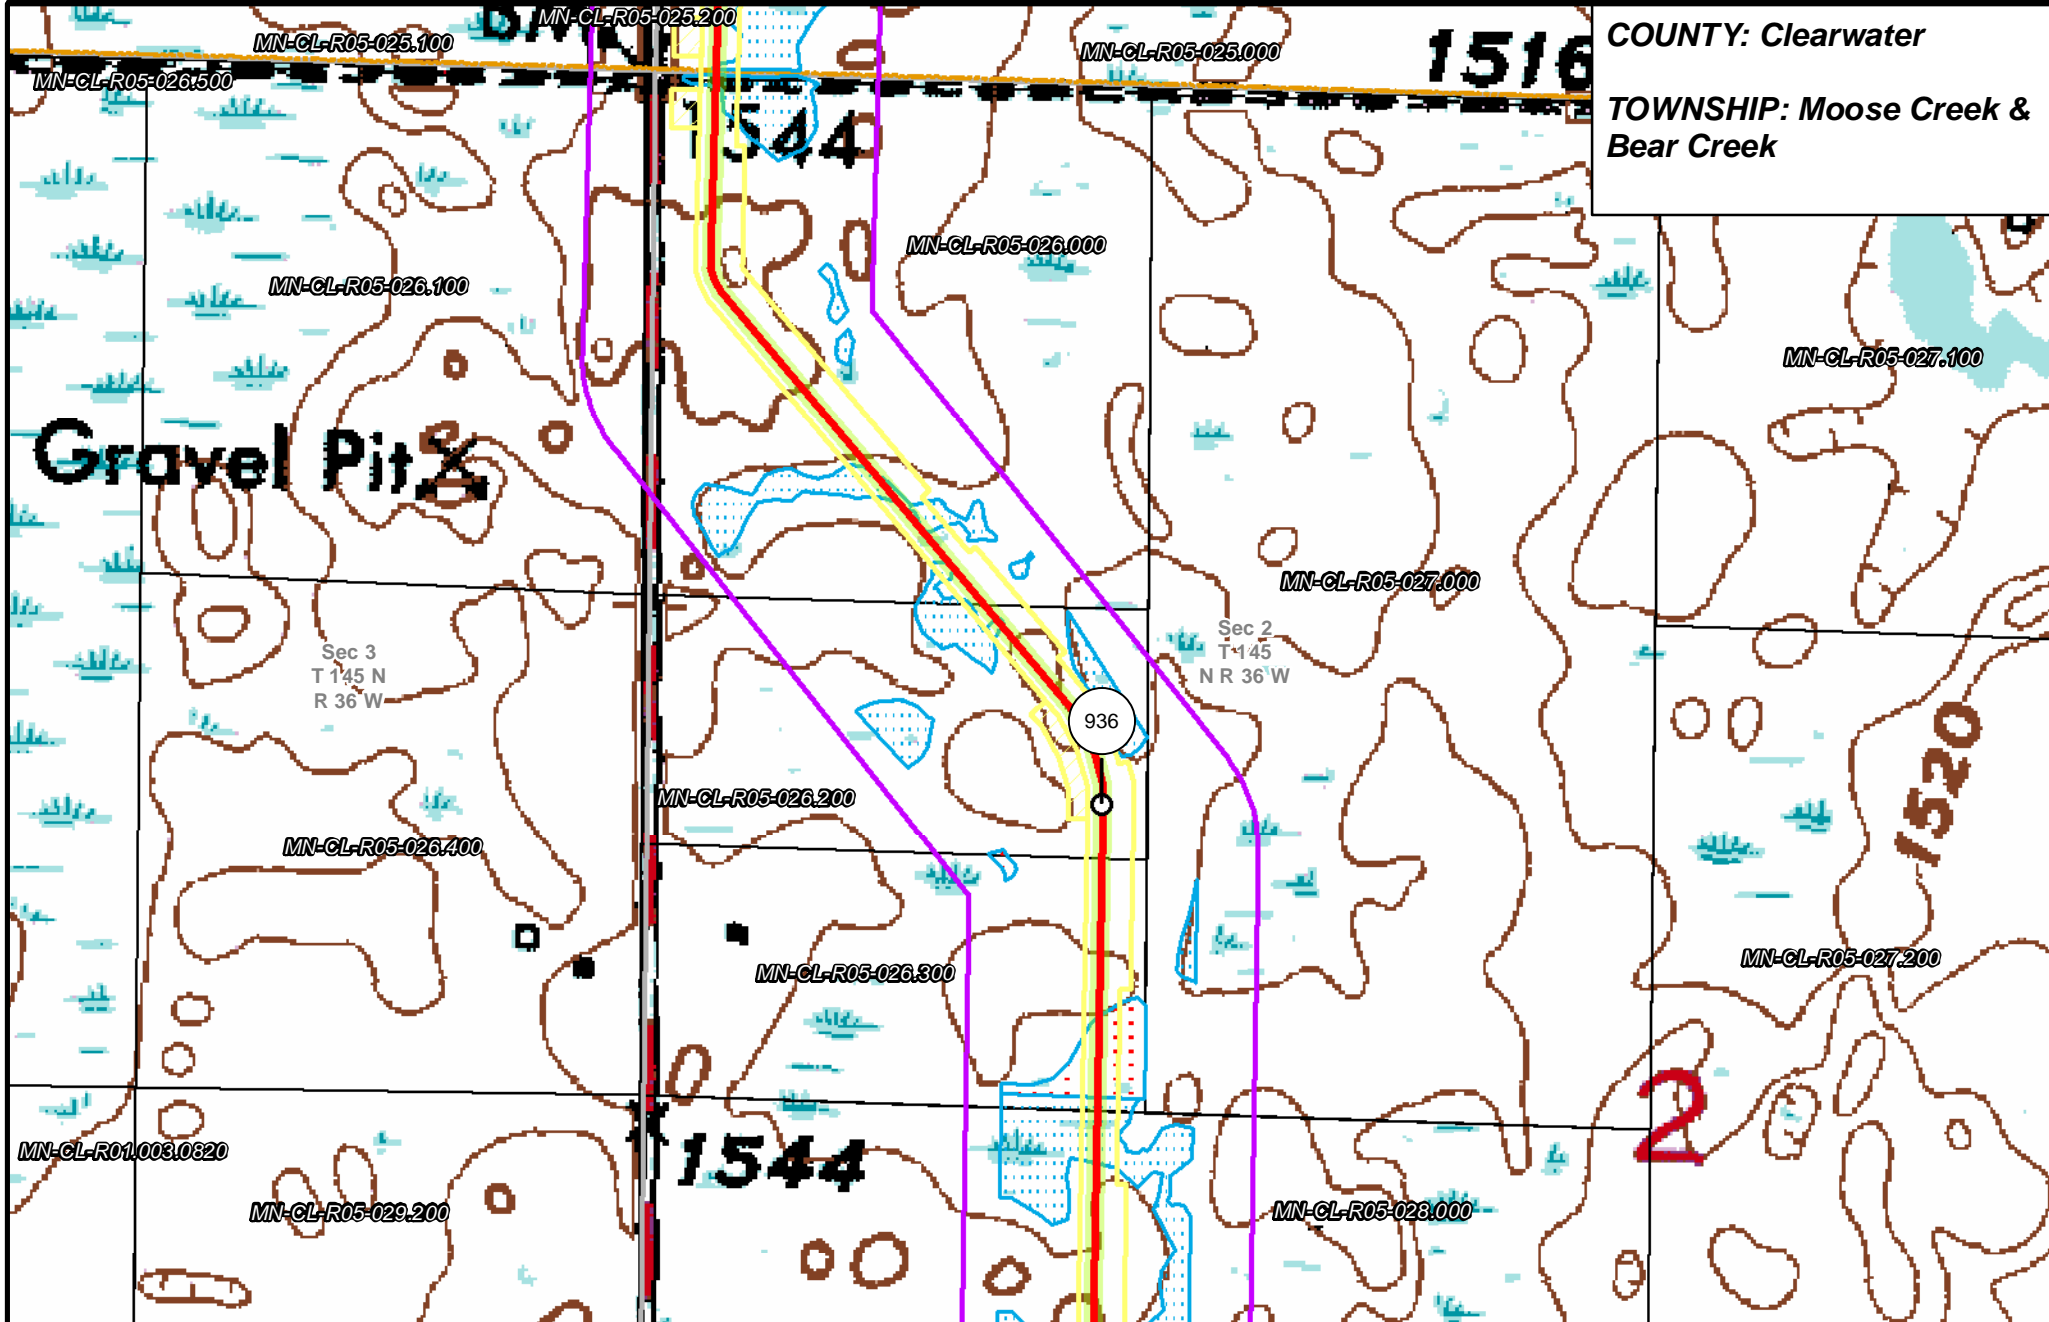 MN-CL-R05-025.200
MN-CL-R05-025.100
BM
MN-CL-R05-025.000
1516
COUNTY: Clearwater
MN-CL-R05-026.500
TOWNSHIP: Moose Creek &
Bear Creek
1544
MN-CL-R05-026.000
MN-CL-R05-026.100
MN-CL-R05-027.100
Gravel Pit
MN-CL-R05-027.000
Sec 3
T 145 N
R 36 W
Sec 2
T 145
N R 36 W
936
1520
MN-CL-R05-026.200
MN-CL-R05-026.400
MN-CL-R05-026.300
MN-CL-R05-027.200
2
MN-CL-R01.003.0820
1544
MN-CL-R05-029.200
MN-CL-R05-028.000